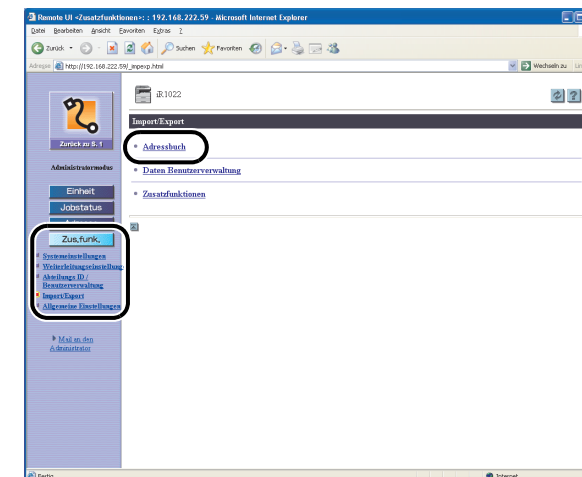 Remote UI <Zusatzfunktionen>: : 192.168.222.59 - Microsoft Internet Explorer
Datei Bearbeiten Ansicht Favoriten Extras ?
Zurück Suchen Favoriten
Adresse http://192.168.222.59/_impexp.html Wechseln zu
iR1022
Zurück zu S. 1
Import/Export
Adressbuch
Administratormodus
Daten Benutzerverwaltung
Einheit
Zusatzfunktionen
Jobstatus
Zus.funk.
Systemeinstellungen
Weiterleitungseinstellung
Abteilungs ID /
Benutzerverwaltung
Import/Export
Allgemeine Einstellungen
Mail an den
Administrator
Fertig Internet